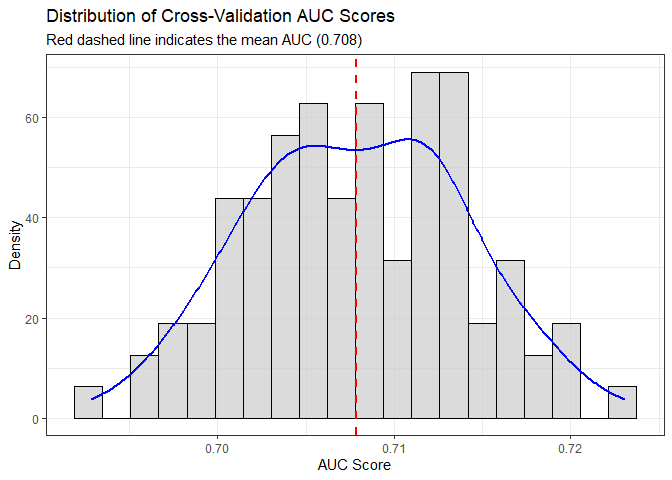 Distribution of Cross-Validation AUC Scores
Red dashed line indicates the mean AUC (0.708)
Density
60
40
20
0
0.70
0.71
0.72
AUC Score